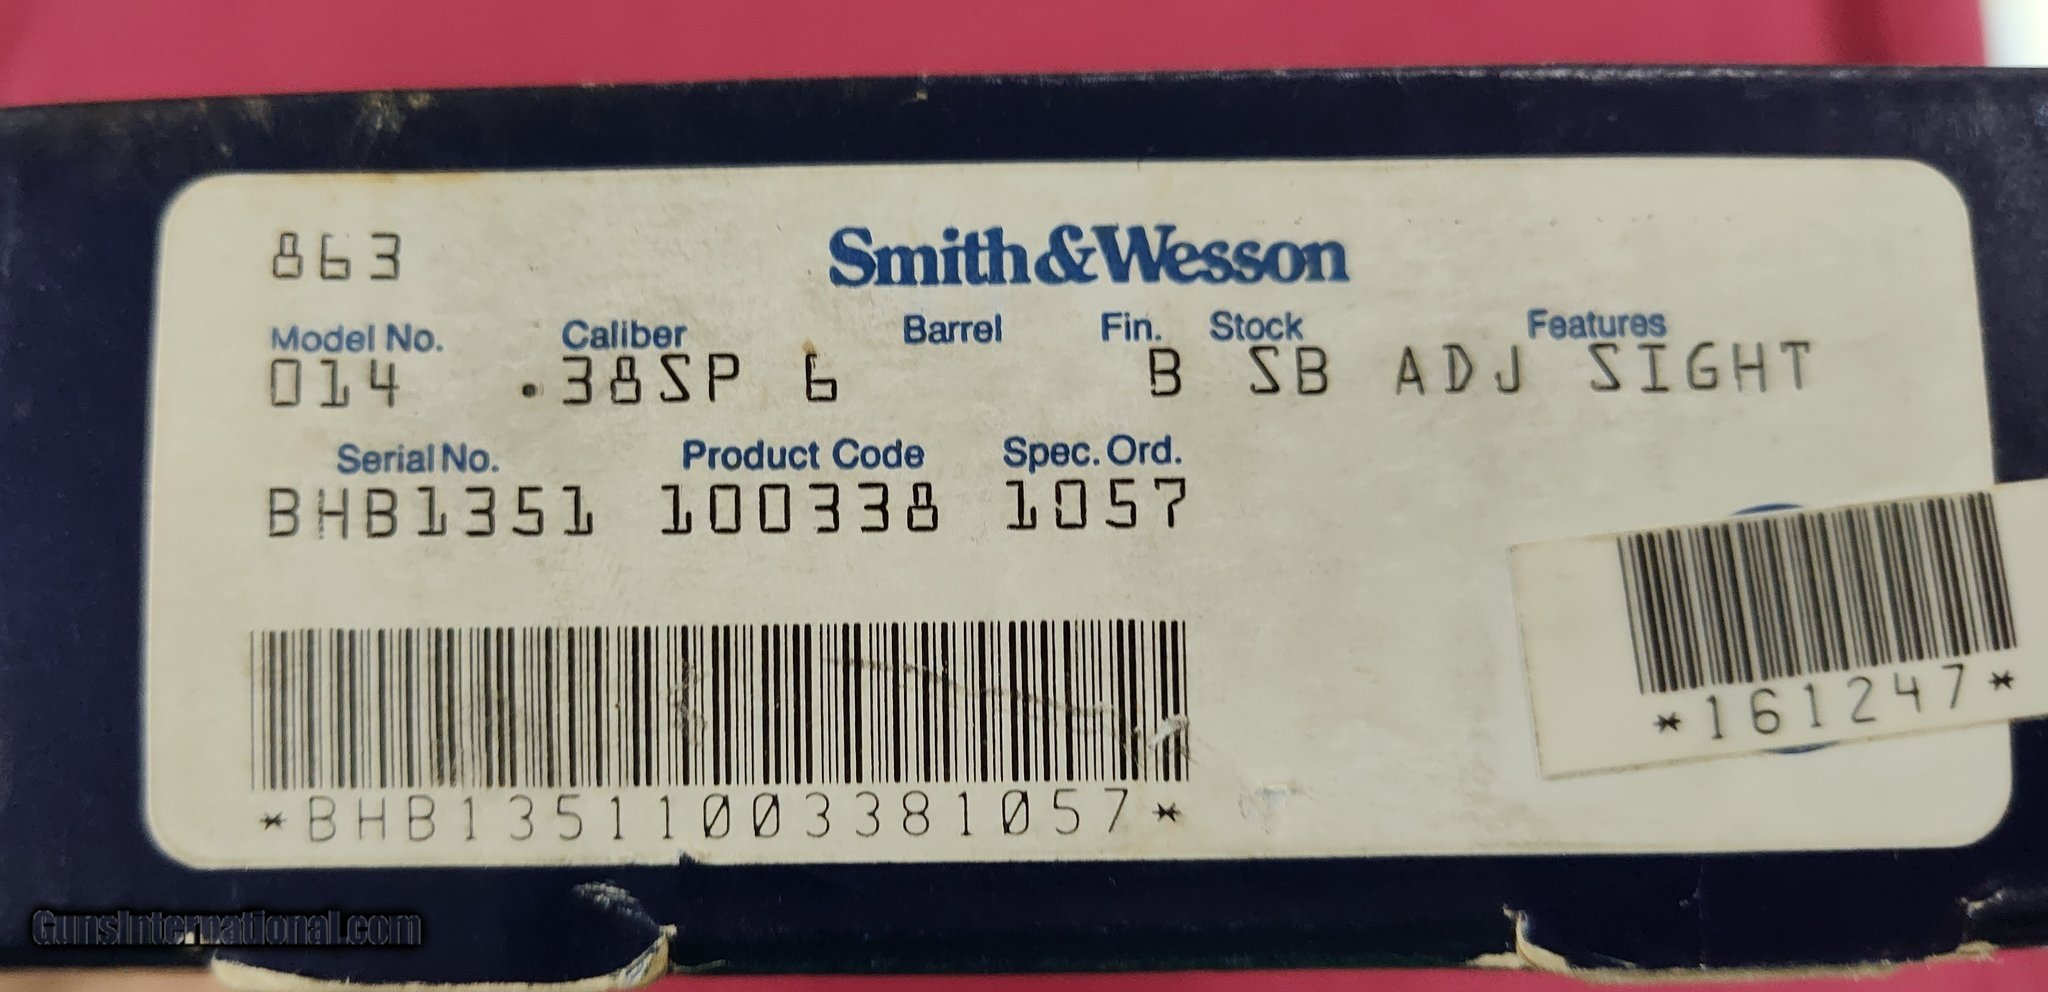 863
Smith&Wesson
Model No. Caliber Barrel Fin. Stock Features
014 .38SP 6 B SB ADJ SIGHT
Serial No. Product Code Spec. Ord.
BHB1351 100338 1057
*161247*
*BHB13511003381057*
GunsInternational.com